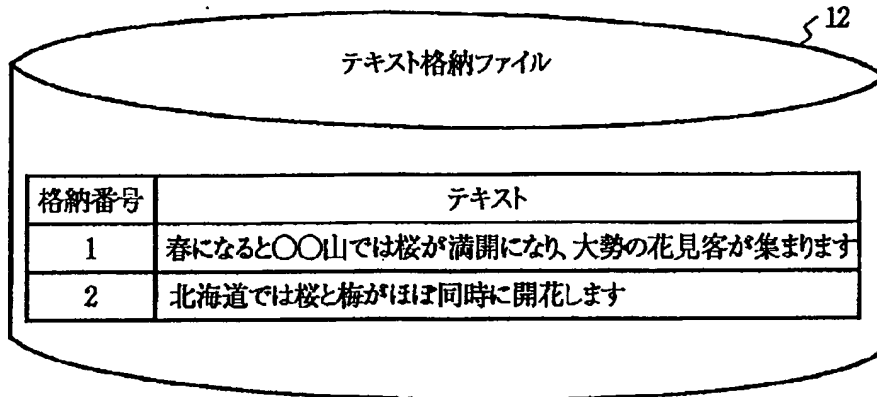 12
テキスト格納ファイル
格納番号 テキスト
1 春になると〇〇山では桜が満開になり、大勢の花見客が集まります
2 北海道では桜と梅がほぼ同時に開花します